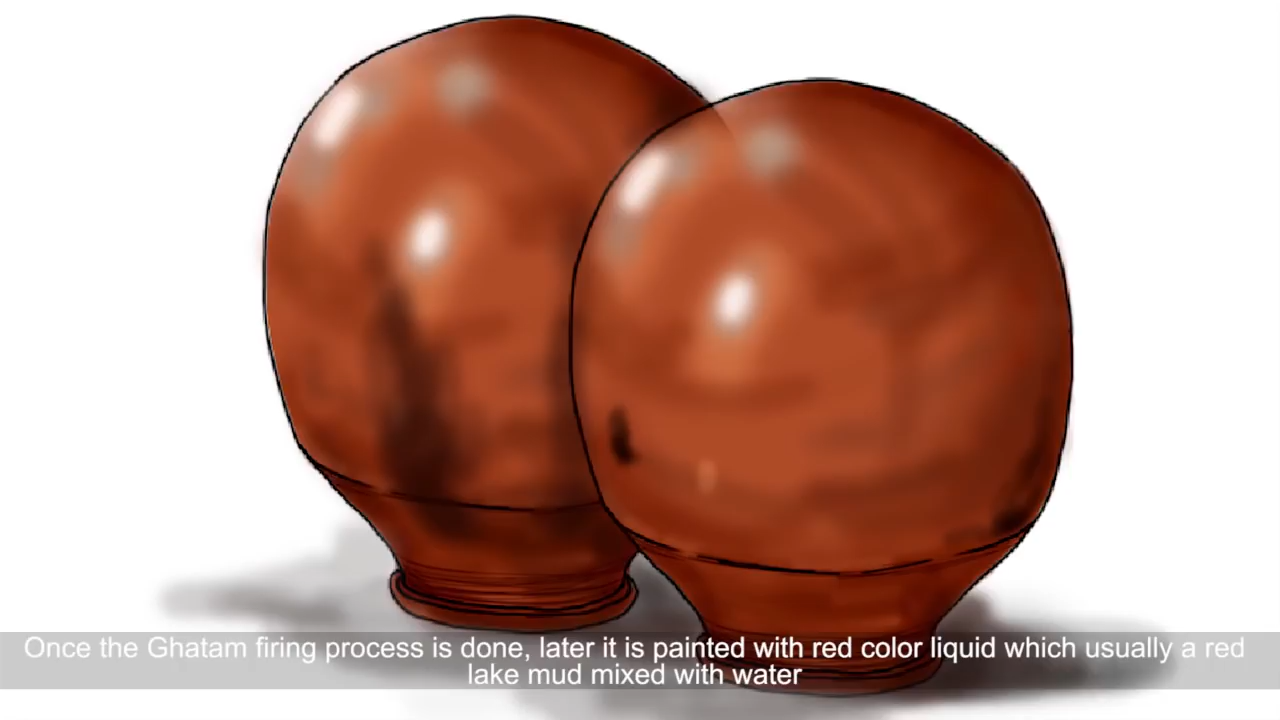 Once the Ghatam firing process is done, later it is painted with red color liquid which usually a red
lake mud mixed with water